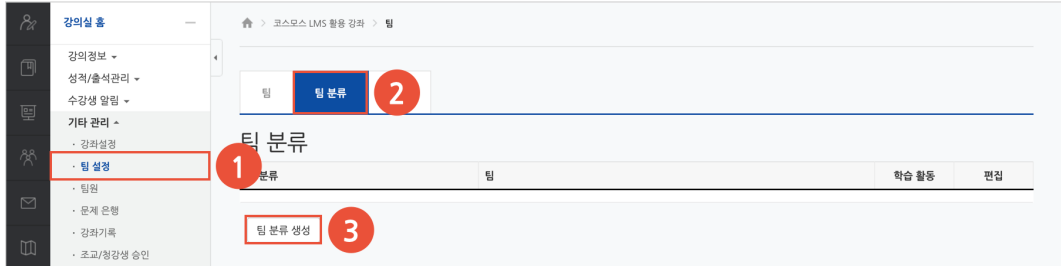 강의실 홈
강의정보
성적/출석관리
수강생 알림
기타 관리
· 강좌설정
· 팀 설정
· 팀원
· 문제 은행
· 강좌기록
· 조교/청강생 승인
1
코스모스 LMS 활용 강좌 > 팀
팀
팀 분류
2
팀 분류
분류 팀 학습 활동 편집
팀 분류 생성
3